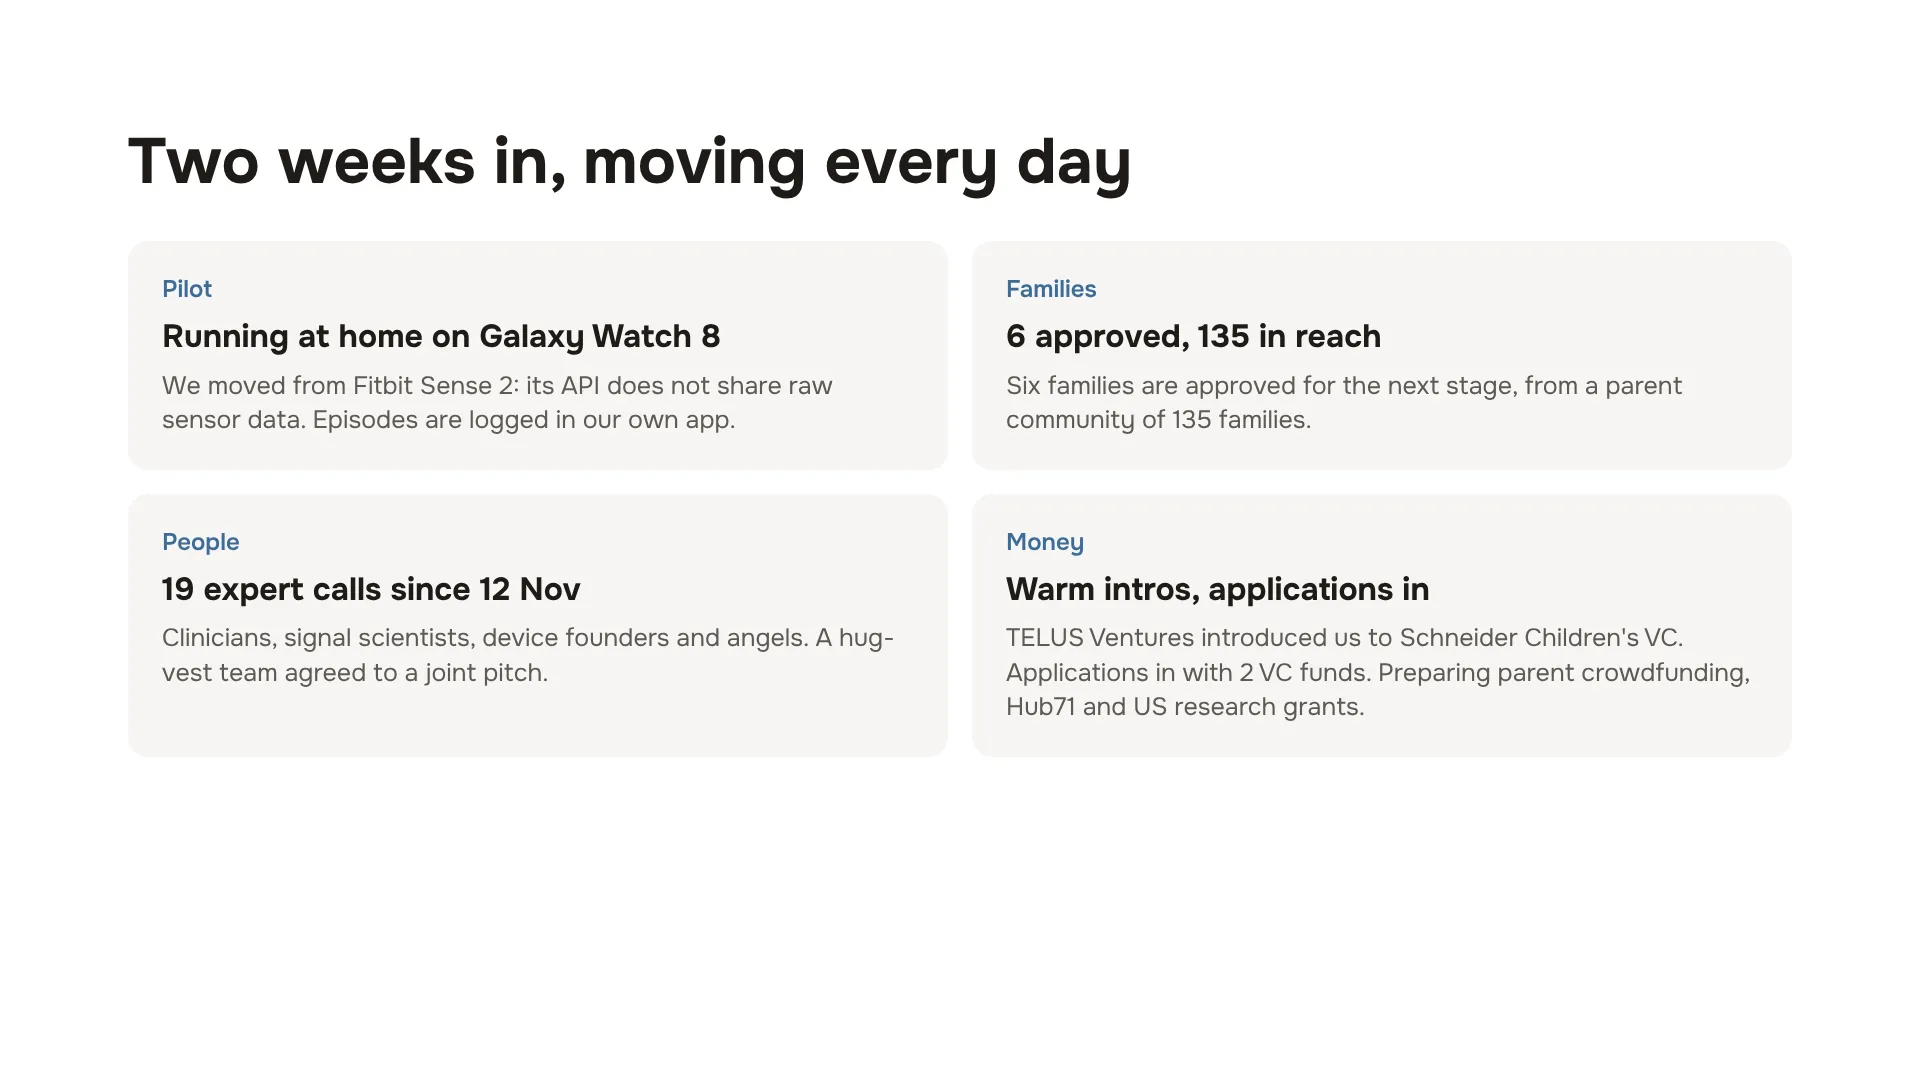 Two weeks in, moving every day
Pilot
Running at home on Galaxy Watch 8
We moved from Fitbit Sense 2: its API does not share raw
sensor data. Episodes are logged in our own app.
Families
6 approved, 135 in reach
Six families are approved for the next stage, from a parent
community of 135 families.
People
19 expert calls since 12 Nov
Clinicians, signal scientists, device founders and angels. A hug-
vest team agreed to a joint pitch.
Money
Warm intros, applications in
TELUS Ventures introduced us to Schneider Children's VC.
Applications in with 2 VC funds. Preparing parent crowdfunding,
Hub71 and US research grants.